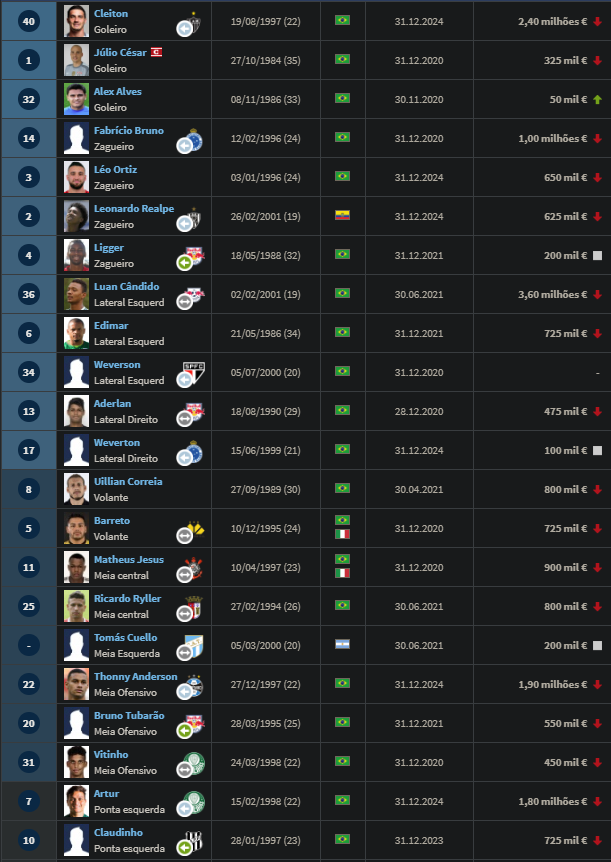 40 Cleiton 19/08/1997 (22) 31.12.2024 2,40 milhões €
Goleiro
1 Júlio César 27/10/1984 (35) 31.12.2020 325 mil €
Goleiro
32 Alex Alves 08/11/1986 (33) 30.11.2020 50 mil €
Goleiro
14 Fabrício Bruno 12/02/1996 (24) 31.12.2020 1,00 milhões €
Zagueiro
3 Léo Ortiz 03/01/1996 (24) 31.12.2024 650 mil €
Zagueiro
2 Leonardo Realpe 26/02/2001 (19) 31.12.2024 625 mil €
Zagueiro
4 Ligger 18/05/1988 (32) 31.12.2021 200 mil €
Zagueiro
36 Luan Cândido 02/02/2001 (19) 30.06.2021 3,60 milhões €
Lateral Esquerd
6 Edimar 21/05/1986 (34) 31.12.2021 725 mil €
Lateral Esquerd
34 Weverson 05/07/2000 (20) 31.12.2020 -
Lateral Esquerd
SPFC
13 Aderlan 18/08/1990 (29) 28.12.2020 475 mil €
Lateral Direito
17 Weverton 15/06/1999 (21) 31.12.2024 100 mil €
Lateral Direito
8 Uillian Correia 27/09/1989 (30) 30.04.2021 800 mil €
Volante
5 Barreto 10/12/1995 (24) 31.12.2020 725 mil €
Volante
11 Matheus Jesus 10/04/1997 (23) 31.12.2020 900 mil €
Meia central
25 Ricardo Ryller 27/02/1994 (26) 30.06.2021 800 mil €
Meia central
- Tomás Cuello 05/03/2000 (20) 30.06.2021 200 mil €
Meia Esquerda
22 Thonny Anderson 27/12/1997 (22) 31.12.2024 1,90 milhões €
Meia Ofensivo
20 Bruno Tubarão 28/03/1995 (25) 31.12.2021 550 mil €
Meia Ofensivo
31 Vitinho 24/03/1998 (22) 31.12.2020 450 mil €
Meia Ofensivo
7 Artur 15/02/1998 (22) 31.12.2024 1,80 milhões €
Ponta esquerda
10 Claudinho 28/01/1997 (23) 31.12.2023 725 mil €
Ponta esquerda